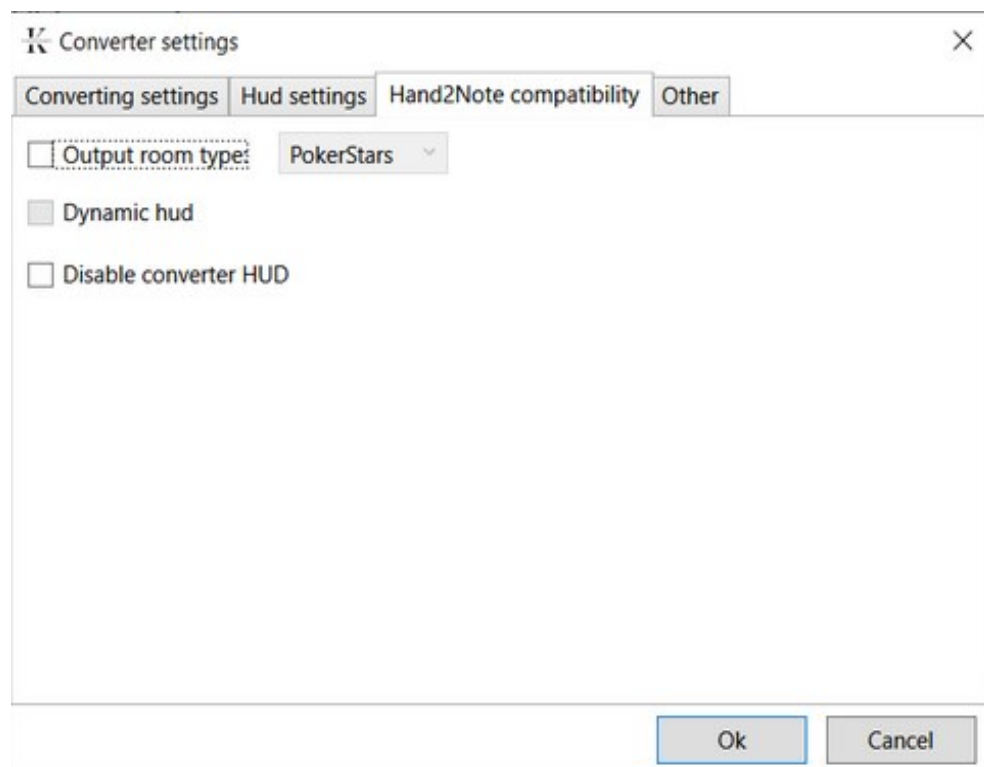 Converter settings
Converting settings Hud settings Hand2Note compatibility Other
Output room type: PokerStars
Dynamic hud
Disable converter HUD
Ok Cancel